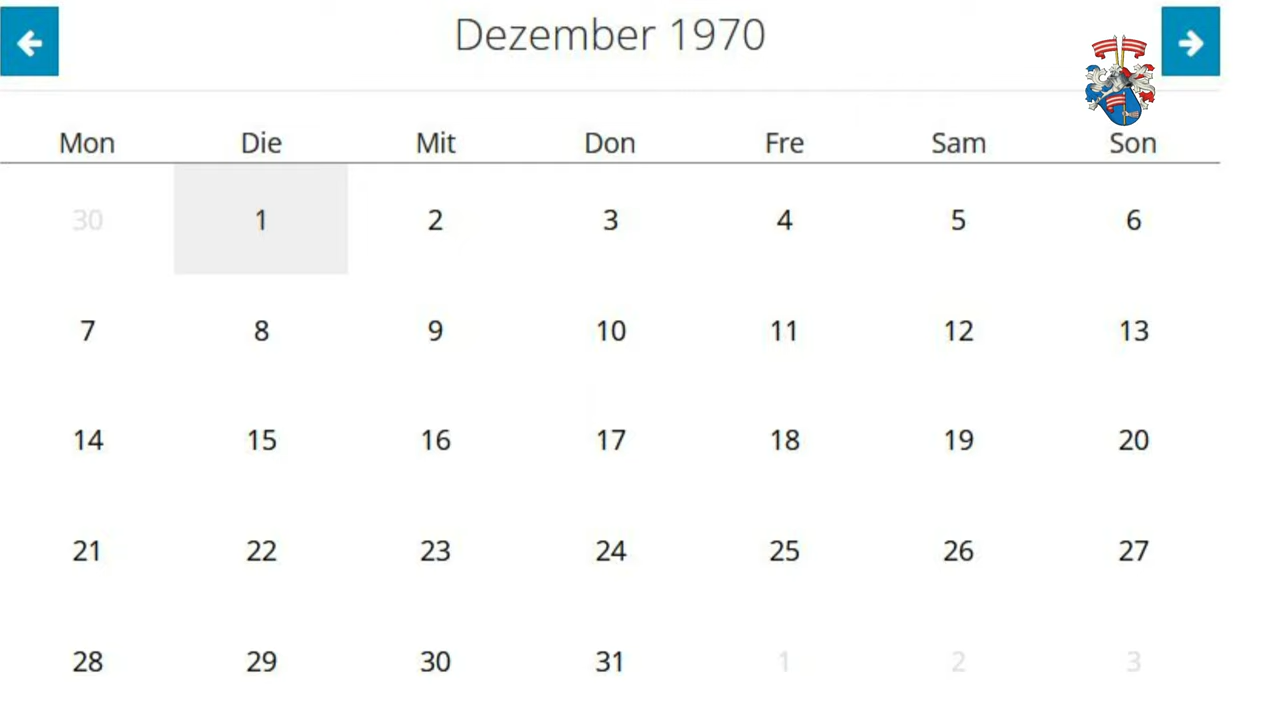 Dezember 1970
Mon Die Mit Don Fre Sam Son
30 1 2 3 4 5 6
7 8 9 10 11 12 13
14 15 16 17 18 19 20
21 22 23 24 25 26 27
28 29 30 31 1 2 3